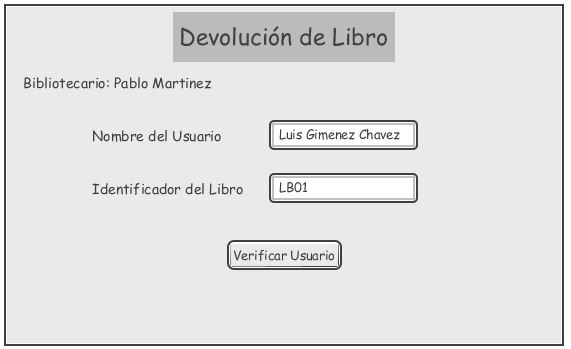 Devolución de Libro
Bibliotecario: Pablo Martinez
Nombre del Usuario Luis Gimenez Chavez
Identificador del Libro LB01
Verificar Usuario